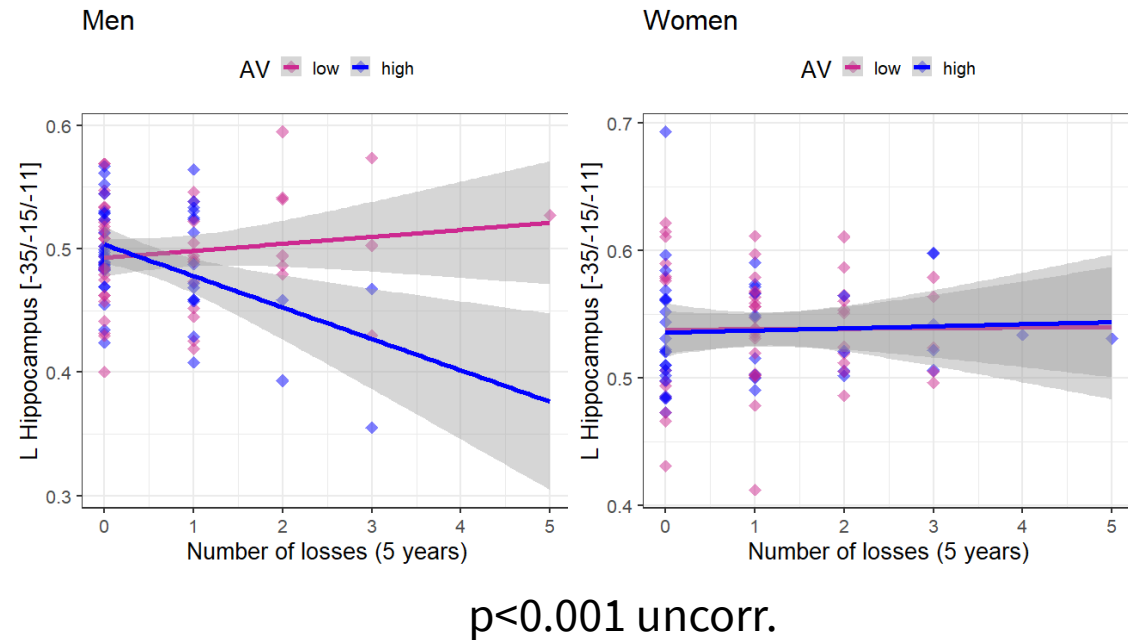 Men
AV low high
0.6
0.5
0.4
0.3
L Hippocampus [-35/-15/-11]
0 1 2 3 4 5
Number of losses (5 years)
Women
AV low high
0.7
0.6
0.5
0.4
L Hippocampus [-35/-15/-11]
0 1 2 3 4 5
Number of losses (5 years)
p<0.001 uncorr.